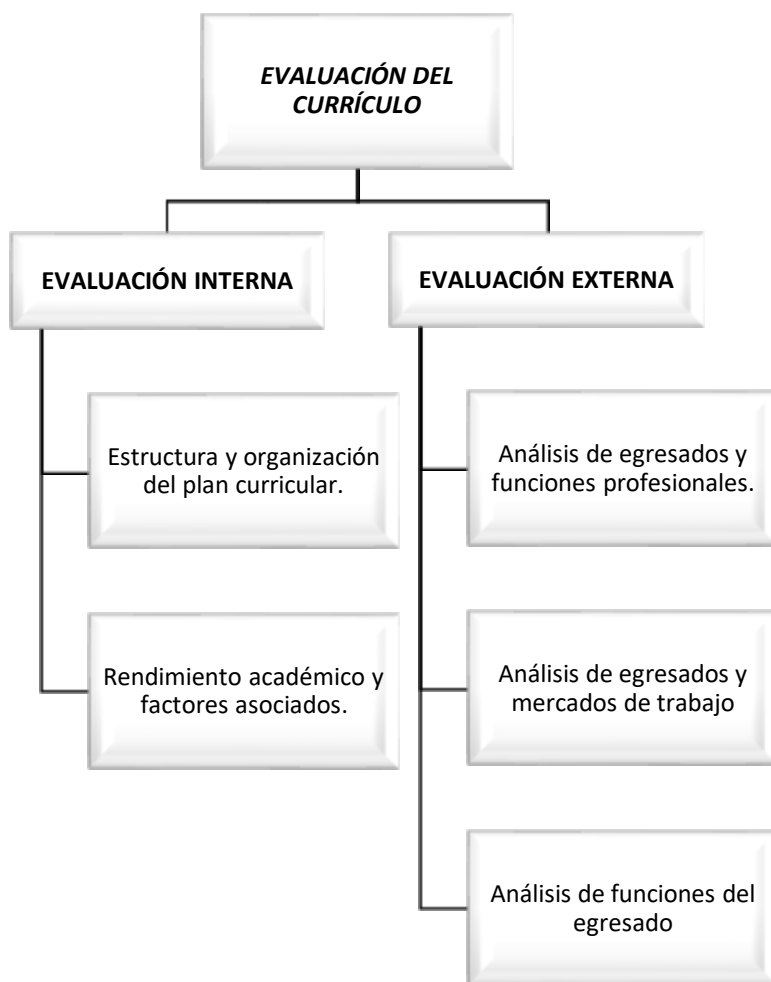 EVALUACIÓN DEL
CURRÍCULO
EVALUACIÓN INTERNA
EVALUACIÓN EXTERNA
Estructura y organización
del plan curricular.
Análisis de egresados y
funciones profesionales.
Rendimiento académico y
factores asociados.
Análisis de egresados y
mercados de trabajo
Análisis de funciones del
egresado